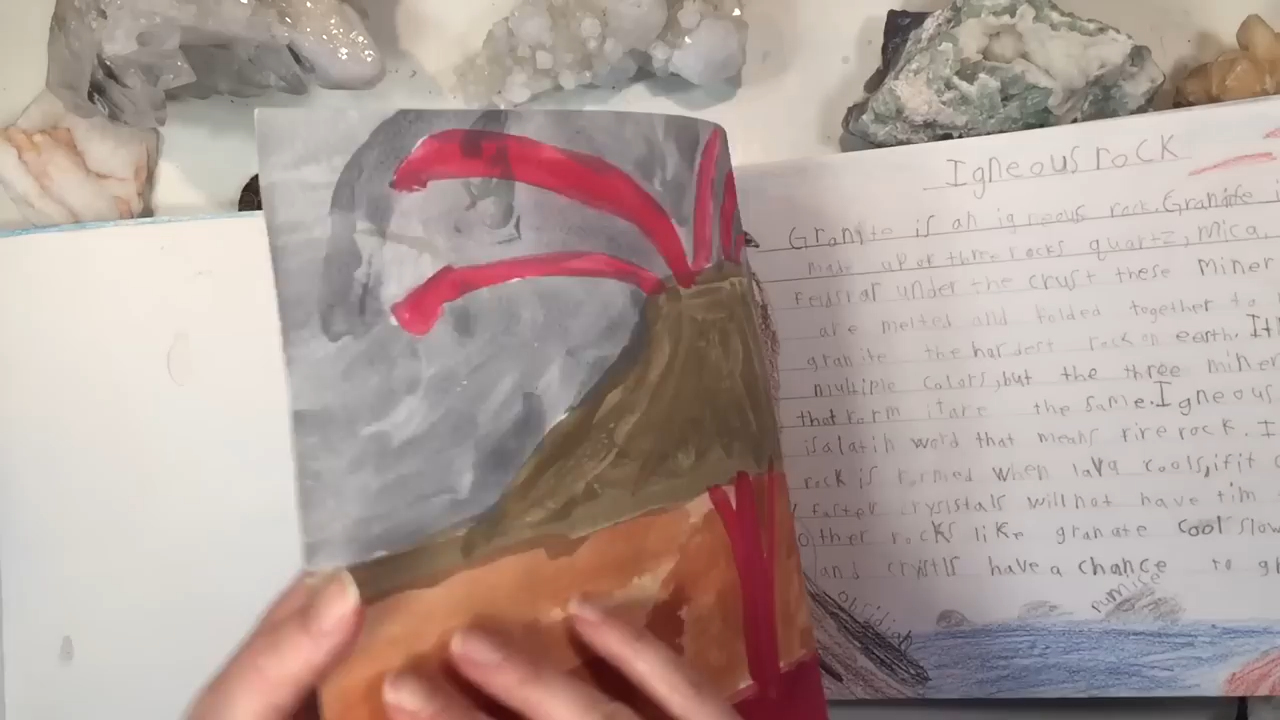 Igneous rock
Granite is an igneous rock. Granite i
made up of three rocks quartz, mica,
Feldspar under the crust these miner
are melted and folded together to
granite the hardest rock on earth. It
multiple colors, but the three miner
that form it are the same. Igneous
is a latin word that means fire rock. I
rock is formed when lava cools, if it
faster crysistals will not have tim
other rocks like granate cool slow
and crystls have a chance to g
obsidian
pumice